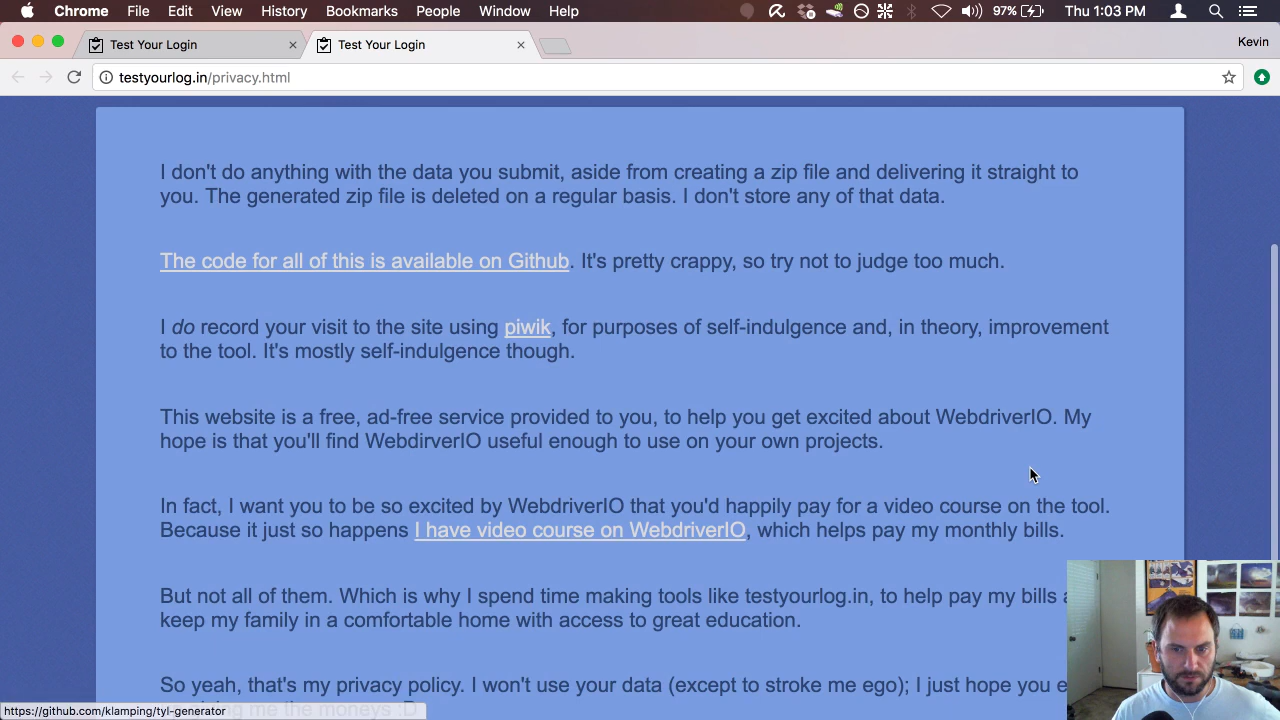 Chrome File Edit View History Bookmarks People Window Help 97% Thu 1:03 PM
Test Your Login Test Your Login Kevin
testyourlog.in/privacy.html
I don't do anything with the data you submit, aside from creating a zip file and delivering it straight to
you. The generated zip file is deleted on a regular basis. I don't store any of that data.
The code for all of this is available on Github. It's pretty crappy, so try not to judge too much.
I do record your visit to the site using piwik, for purposes of self-indulgence and, in theory, improvement
to the tool. It's mostly self-indulgence though.
This website is a free, ad-free service provided to you, to help you get excited about WebdriverIO. My
hope is that you'll find WebdirverIO useful enough to use on your own projects.
In fact, I want you to be so excited by WebdriverIO that you'd happily pay for a video course on the tool.
Because it just so happens I have video course on WebdriverIO, which helps pay my monthly bills.
But not all of them. Which is why I spend time making tools like testyourlog.in, to help pay my bills
keep my family in a comfortable home with access to great education.
So yeah, that's my privacy policy. I won't use your data (except to stroke me ego); I just hope you
me the moneys :D
https://github.com/klamping/tyl-generator